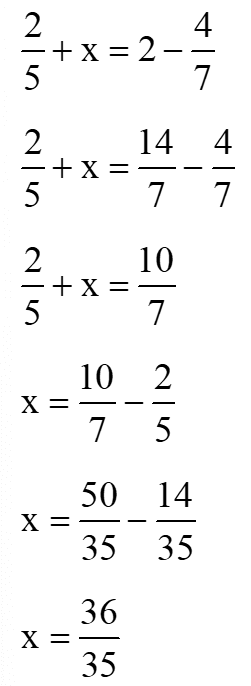 2/5 + x = 2 − 4/7
2/5 + x = 14/7 − 4/7
2/5 + x = 10/7
x = 10/7 − 2/5
x = 50/35 − 14/35
x = 36/35